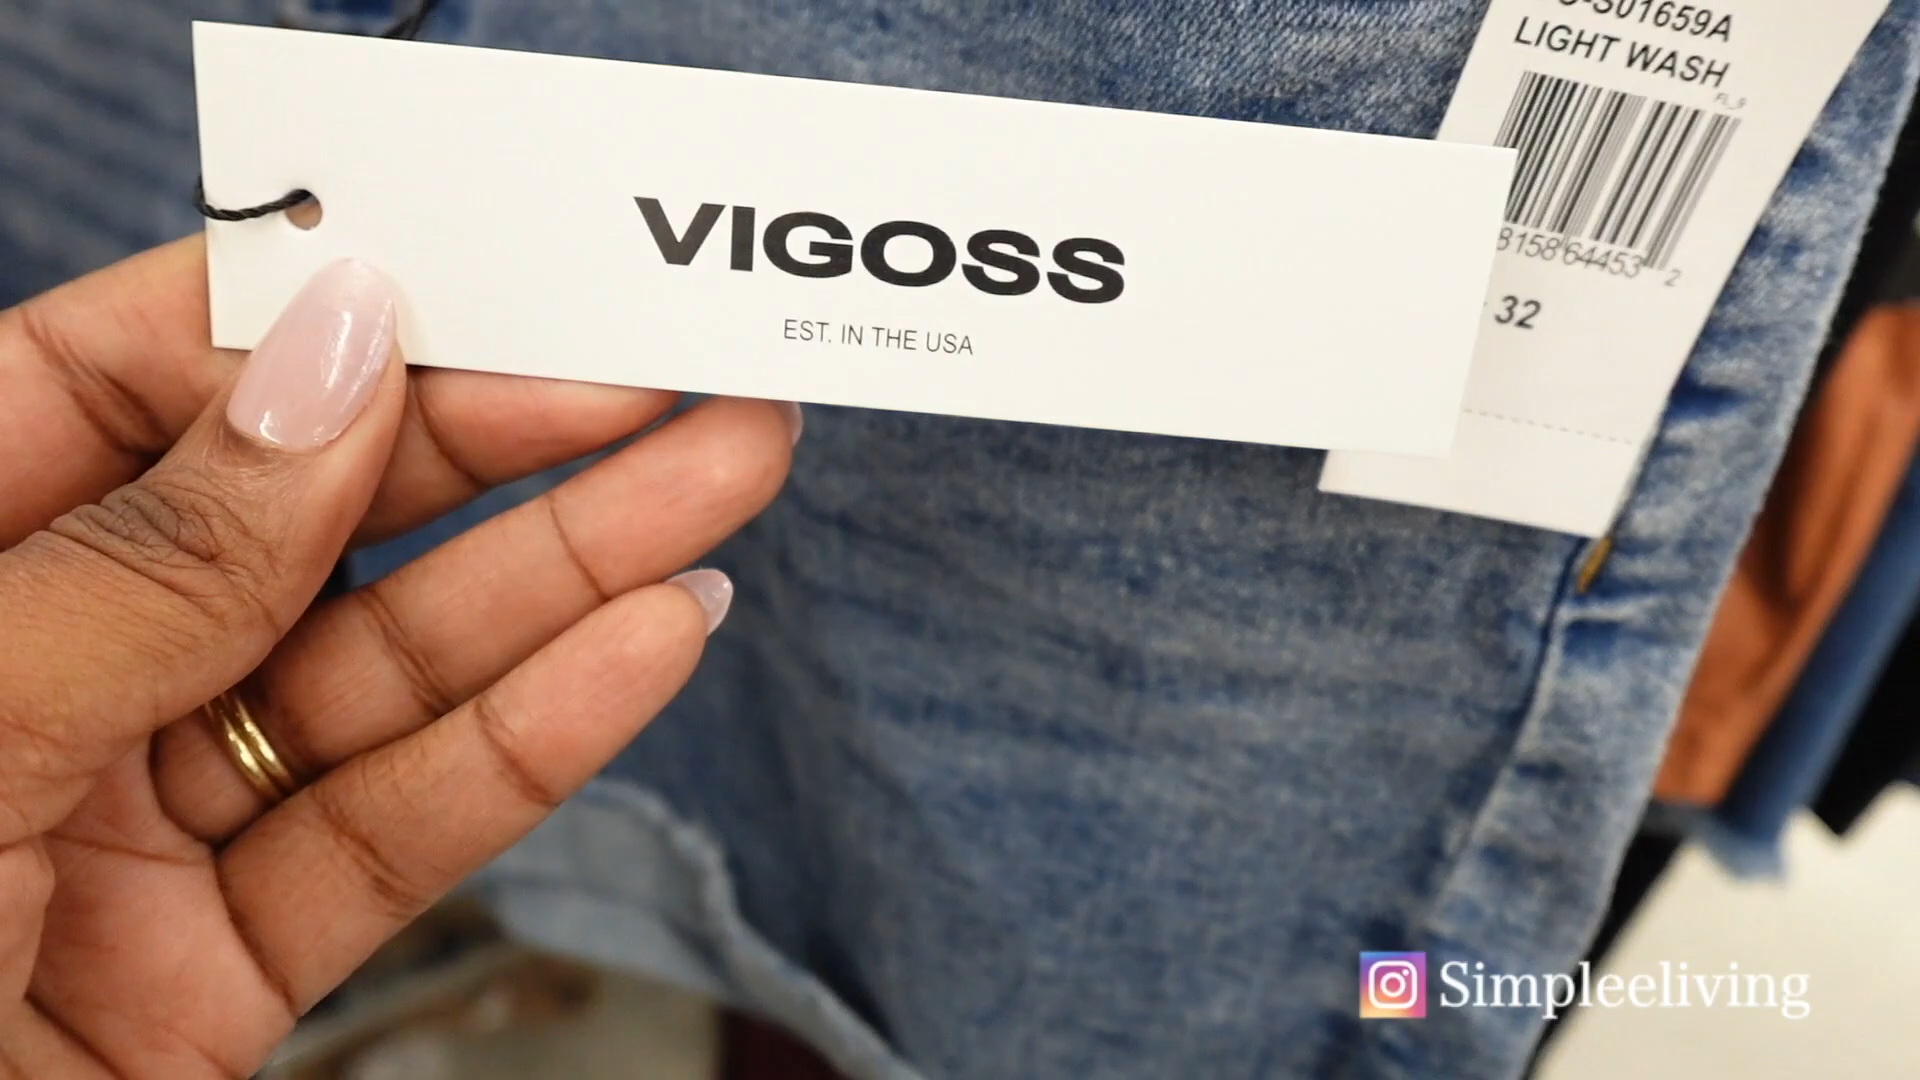 VIGOSS
EST. IN THE USA
S01659A
LIGHT WASH
8158 64453 2
32
Simpleeliving